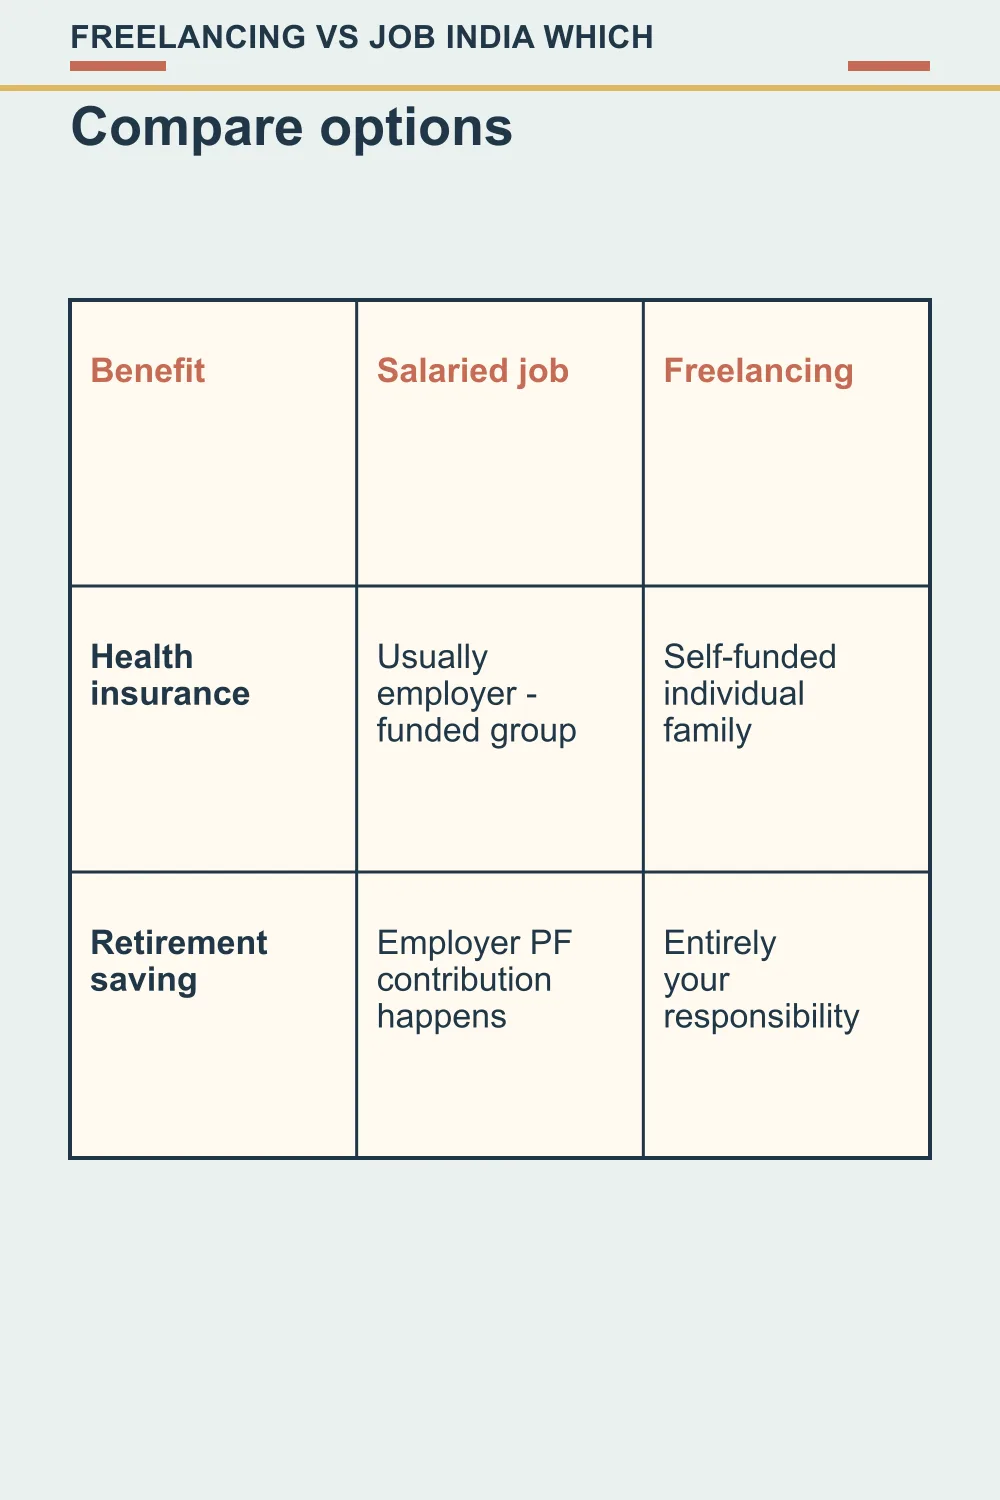 FREELANCING VS JOB INDIA WHICH
Compare options
Benefit
Salaried job
Freelancing
Health
insurance
Usually
employer -
funded group
Self-funded
individual
family
Retirement
saving
Employer PF
contribution
happens
Entirely
your
responsibility